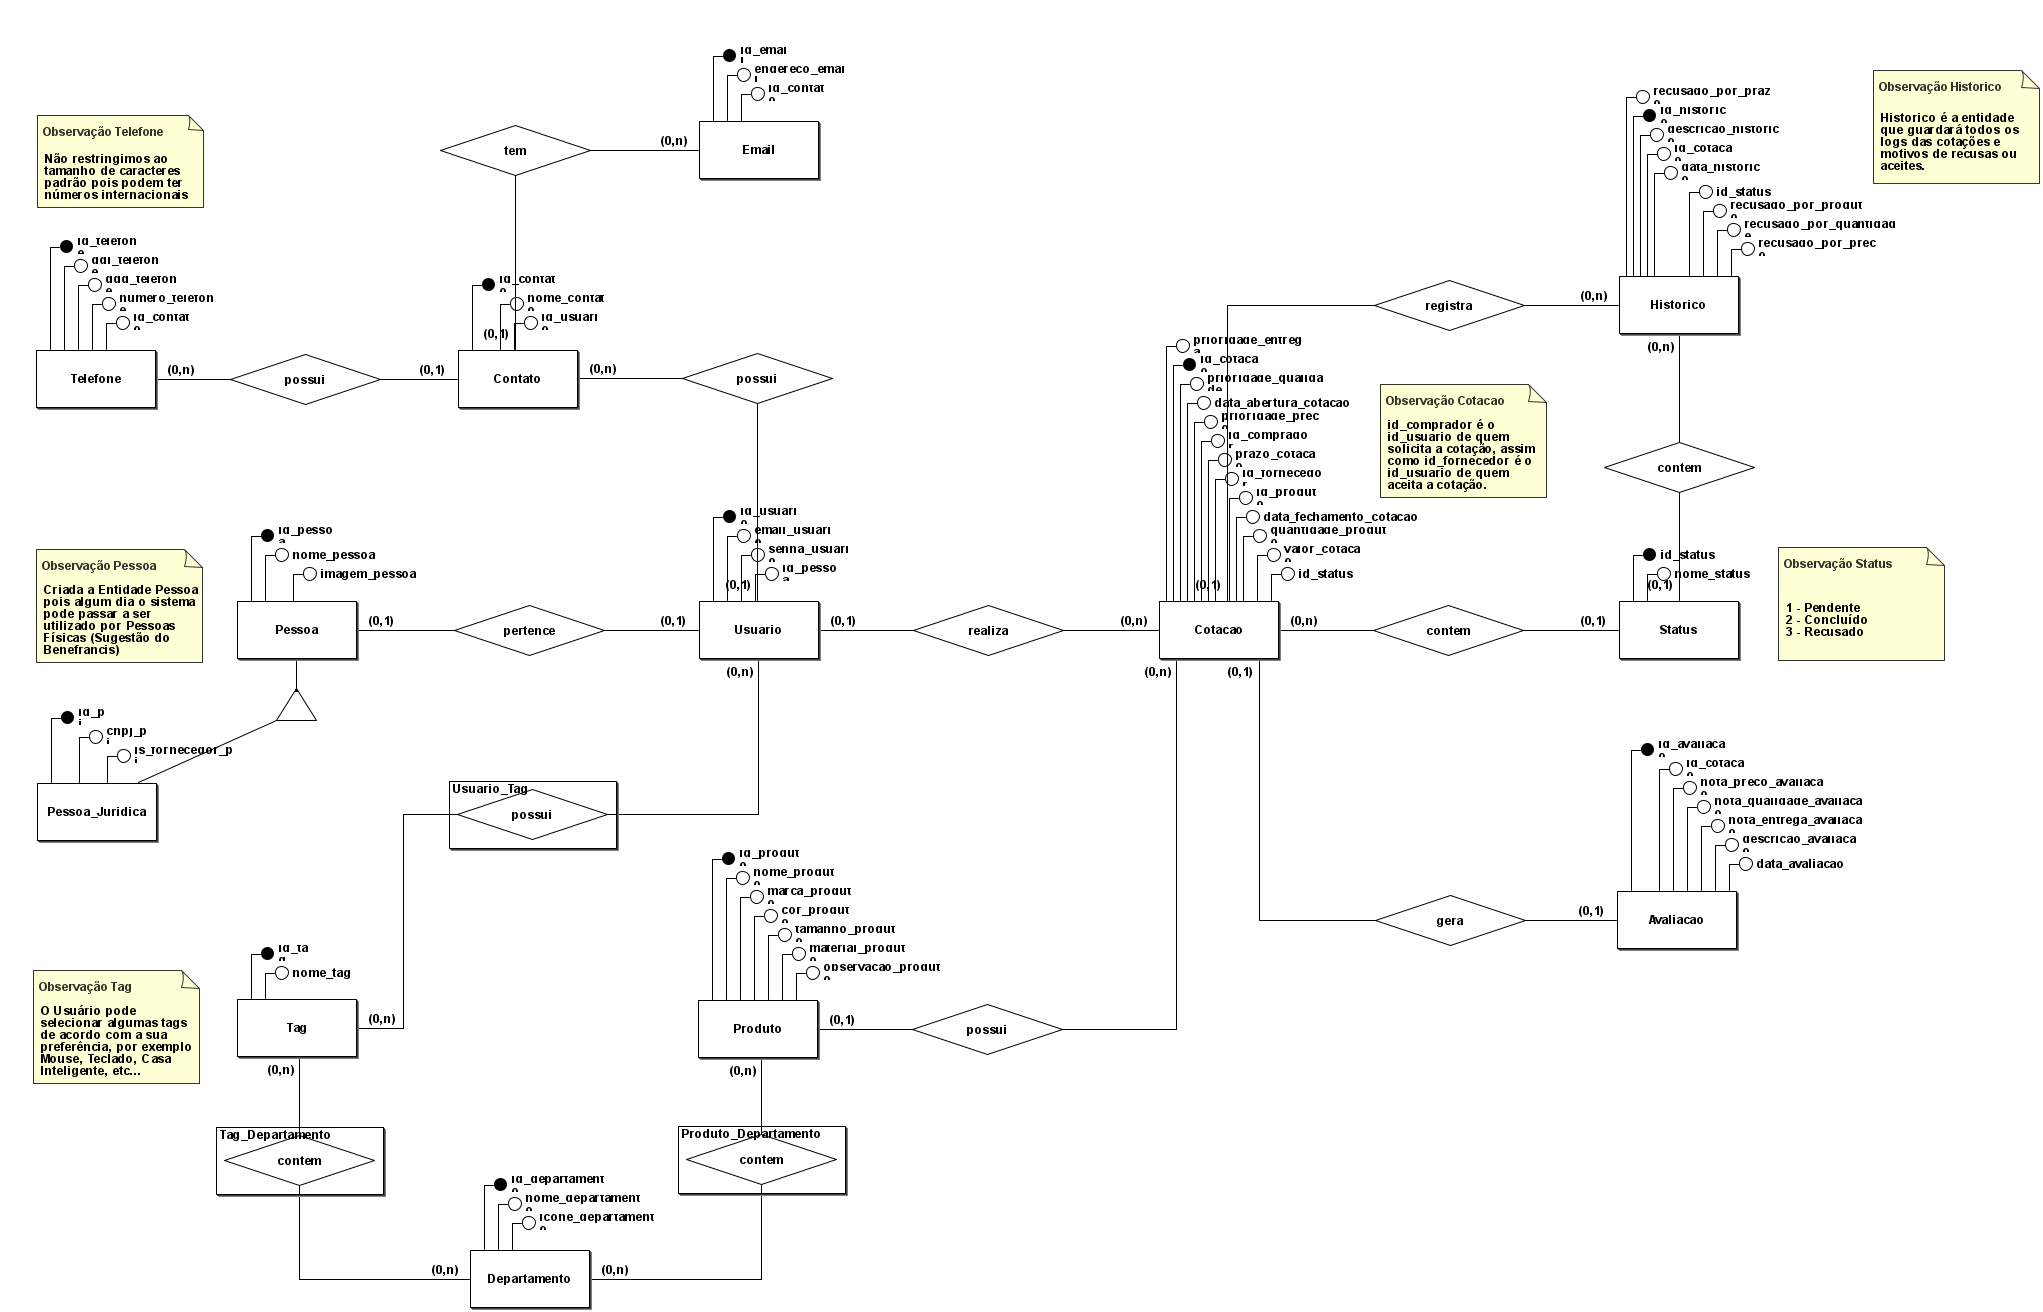 id_email
endereco_email
id_contato
Email
(0,n)
tem
Observação Telefone
Não restringimos ao
tamanho de caracteres
padrão pois podem ter
números internacionais
id_telefone
ddi_telefone
ddd_telefone
numero_telefone
id_contato
Telefone
(0,n)
possui
(0,1)
id_contato
nome_contato
id_usuario
(0,1)
Contato
(0,n)
possui
Observação Historico
Historico é a entidade
que guardará todos os
logs das cotações e
motivos de recusas ou
aceites.
recusado_por_prazo
id_historico
descricao_historico
id_cotacao
data_historico
id_status
recusado_por_produto
recusado_por_quantidade
recusado_por_preco
Historico
(0,n)
registra
(0,n)
contem
prioridade_entrega
id_cotacao
prioridade_qualidade
data_abertura_cotacao
prioridade_preco
id_comprador
prazo_cotacao
id_fornecedor
id_produto
data_fechamento_cotacao
quantidade_produto
valor_cotacao
id_status
(0,1)
Cotacao
Observação Cotacao
id_comprador é o
id_usuario de quem
solicita a cotação, assim
como id_fornecedor é o
id_usuario de quem
aceita a cotação.
Observação Pessoa
Criada a Entidade Pessoa
pois algum dia o sistema
pode passar a ser
utilizado por Pessoas
Físicas (Sugestão do
Benefrancis)
id_pessoa
nome_pessoa
imagem_pessoa
Pessoa
(0,1)
pertence
(0,1)
id_usuario
email_usuario
senha_usuario
id_pessoa
(0,1)
Usuario
(0,1)
realiza
(0,n)
(0,n)
contem
(0,1)
id_status
nome_status
(0,1)
Status
Observação Status
1 - Pendente
2 - Concluído
3 - Recusado
(0,n)
(0,n)
(0,1)
id_pj
cnpj_pj
is_fornecedor_pj
Pessoa_Juridica
Usuario_Tag
possui
id_avaliacao
id_cotacao
nota_preco_avaliacao
nota_qualidade_avaliacao
nota_entrega_avaliacao
descricao_avaliacao
data_avaliacao
Avaliacao
(0,1)
gera
id_produto
nome_produto
marca_produto
cor_produto
tamanho_produto
material_produto
observacao_produto
Produto
(0,1)
possui
(0,n)
Observação Tag
O Usuário pode
selecionar algumas tags
de acordo com a sua
preferência, por exemplo
Mouse, Teclado, Casa
Inteligente, etc...
id_tag
nome_tag
Tag
(0,n)
(0,n)
Tag_Departamento
contem
Produto_Departamento
contem
id_departamento
nome_departamento
icone_departamento
(0,n)
Departamento
(0,n)